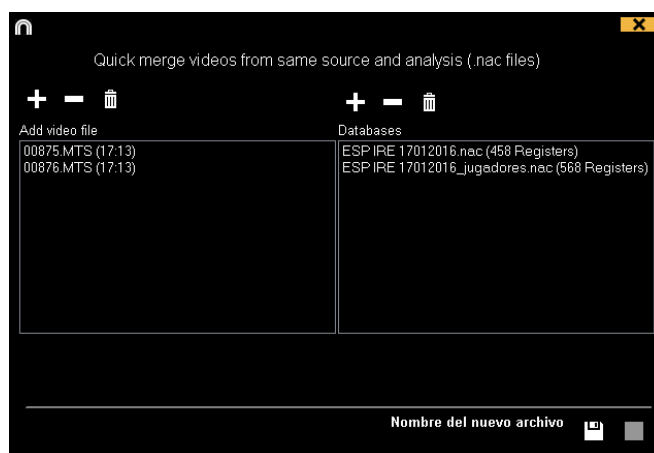 Quick merge videos from same source and analysis (.nac files)
Add video file
Databases
00875.MTS (17:13)
00876.MTS (17:13)
ESP IRE 17012016.nac (458 Registers)
ESP IRE 17012016_jugadores.nac (568 Registers)
Nombre del nuevo archivo